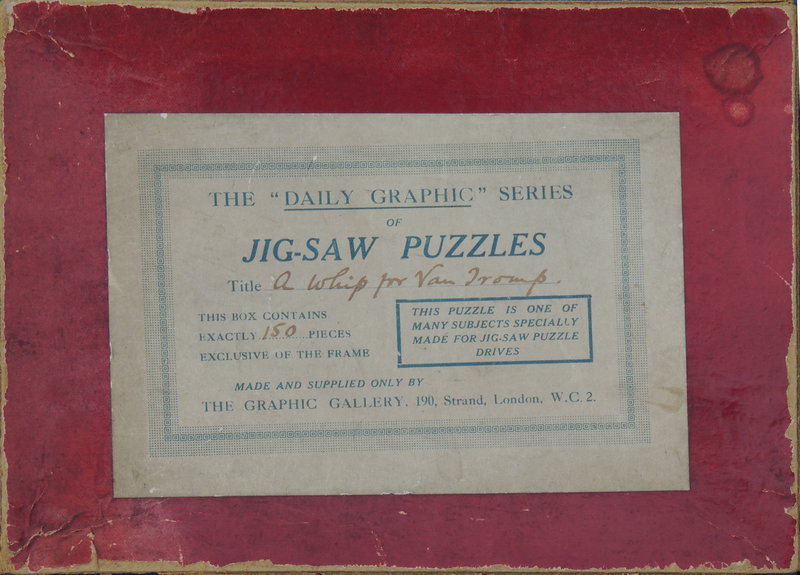 THE "DAILY GRAPHIC" SERIES
OF
JIG-SAW PUZZLES
Title A Whip for Van Tromp.
THIS BOX CONTAINS
EXACTLY 150 PIECES
EXCLUSIVE OF THE FRAME
THIS PUZZLE IS ONE OF
MANY SUBJECTS SPECIALLY
MADE FOR JIG-SAW PUZZLE
DRIVES
MADE AND SUPPLIED ONLY BY
THE GRAPHIC GALLERY, 190, Strand, London, W.C.2.